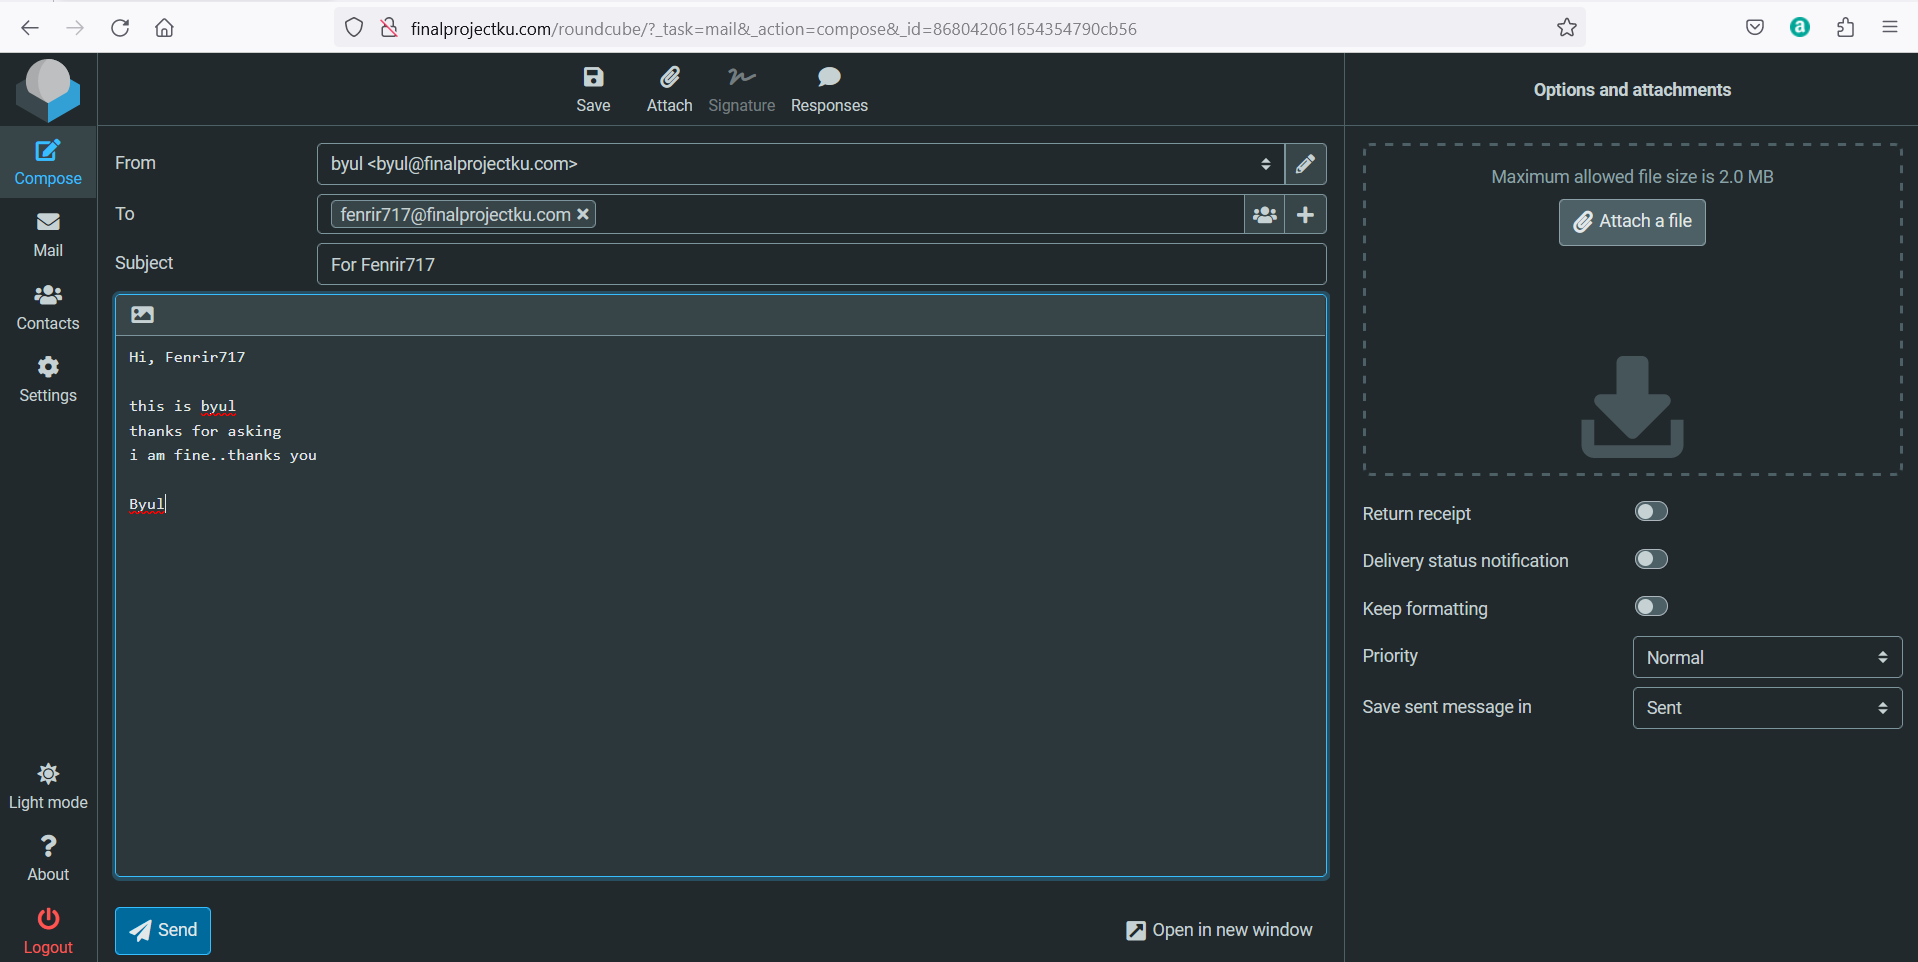 finalprojectku.com/roundcube/?_task=mail&_action=compose&_id=868042061654354790cb56
a
Save
Attach
Signature
Responses
Options and attachments
Compose
Mail
Contacts
Settings
Light mode
About
Logout
From
byul <byul@finalprojectku.com>
To
fenrir717@finalprojectku.com
Subject
For Fenrir717
Hi, Fenrir717
this is byul
thanks for asking
i am fine..thanks you
Byul
Send
Open in new window
Maximum allowed file size is 2.0 MB
Attach a file
Return receipt
Delivery status notification
Keep formatting
Priority
Normal
Save sent message in
Sent